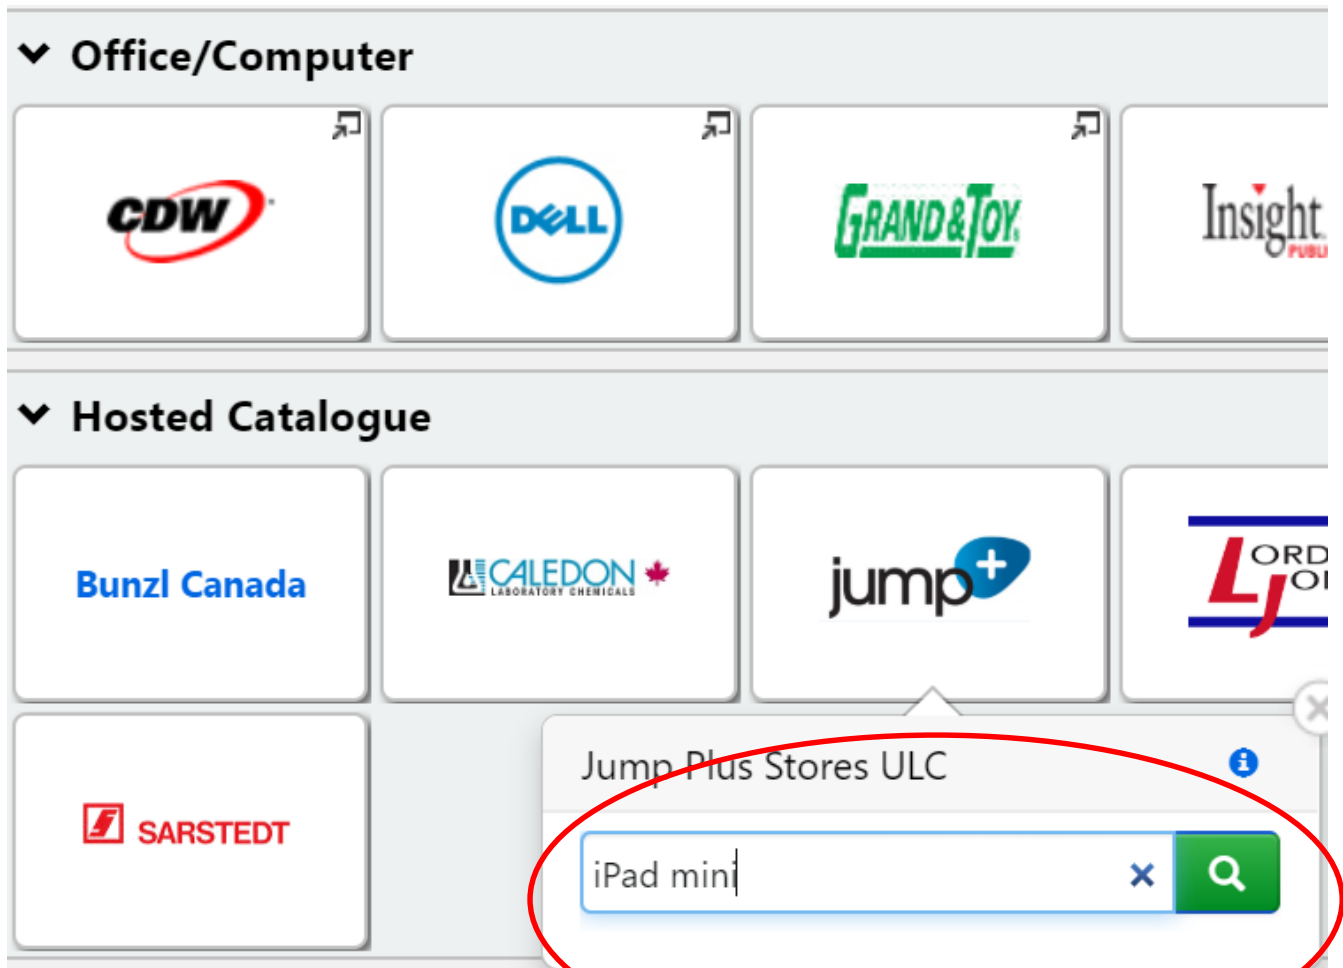 Office/Computer
CDW
DELL
GRAND & TOY
Insight
Hosted Catalogue
Bunzl Canada
CALEDON
LABORATORY CHEMICALS
jump+
LJ
SARSTEDT
Jump Plus Stores ULC
iPad mini